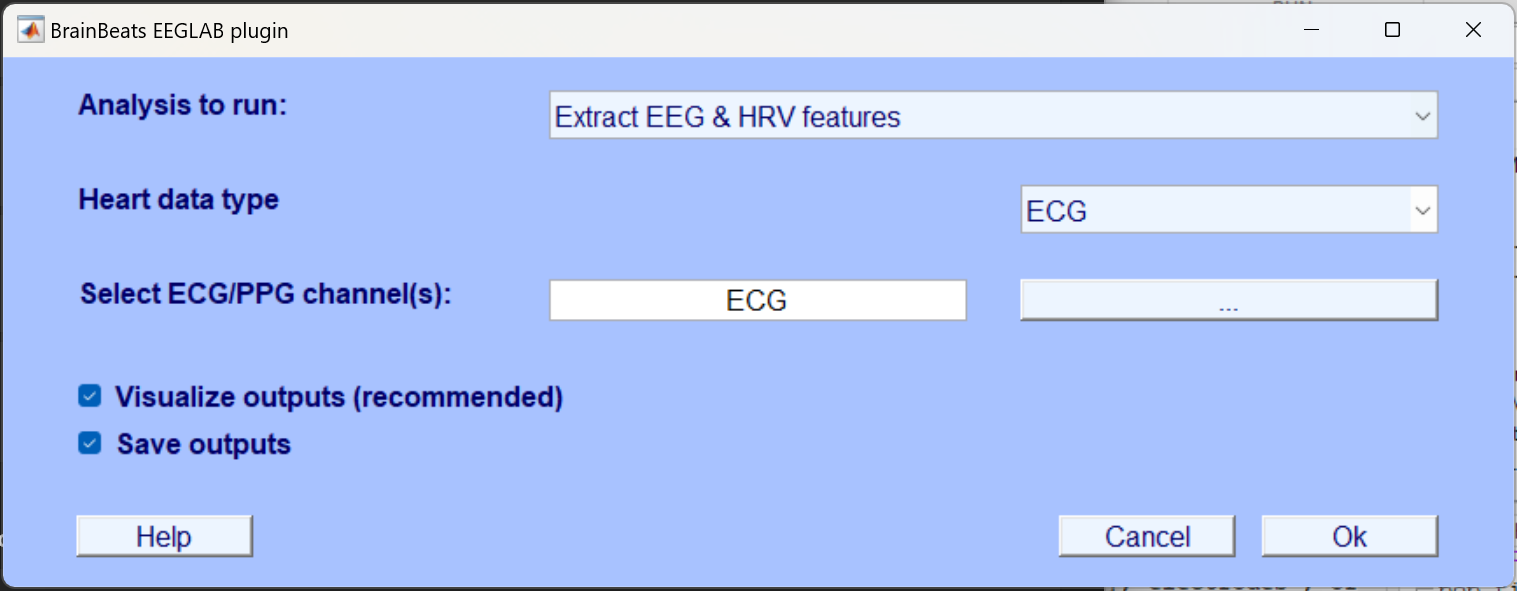 BrainBeats EEGLAB plugin
Analysis to run:
Extract EEG & HRV features
Heart data type
ECG
Select ECG/PPG channel(s):
ECG
...
Visualize outputs (recommended)
Save outputs
Help
Cancel
Ok